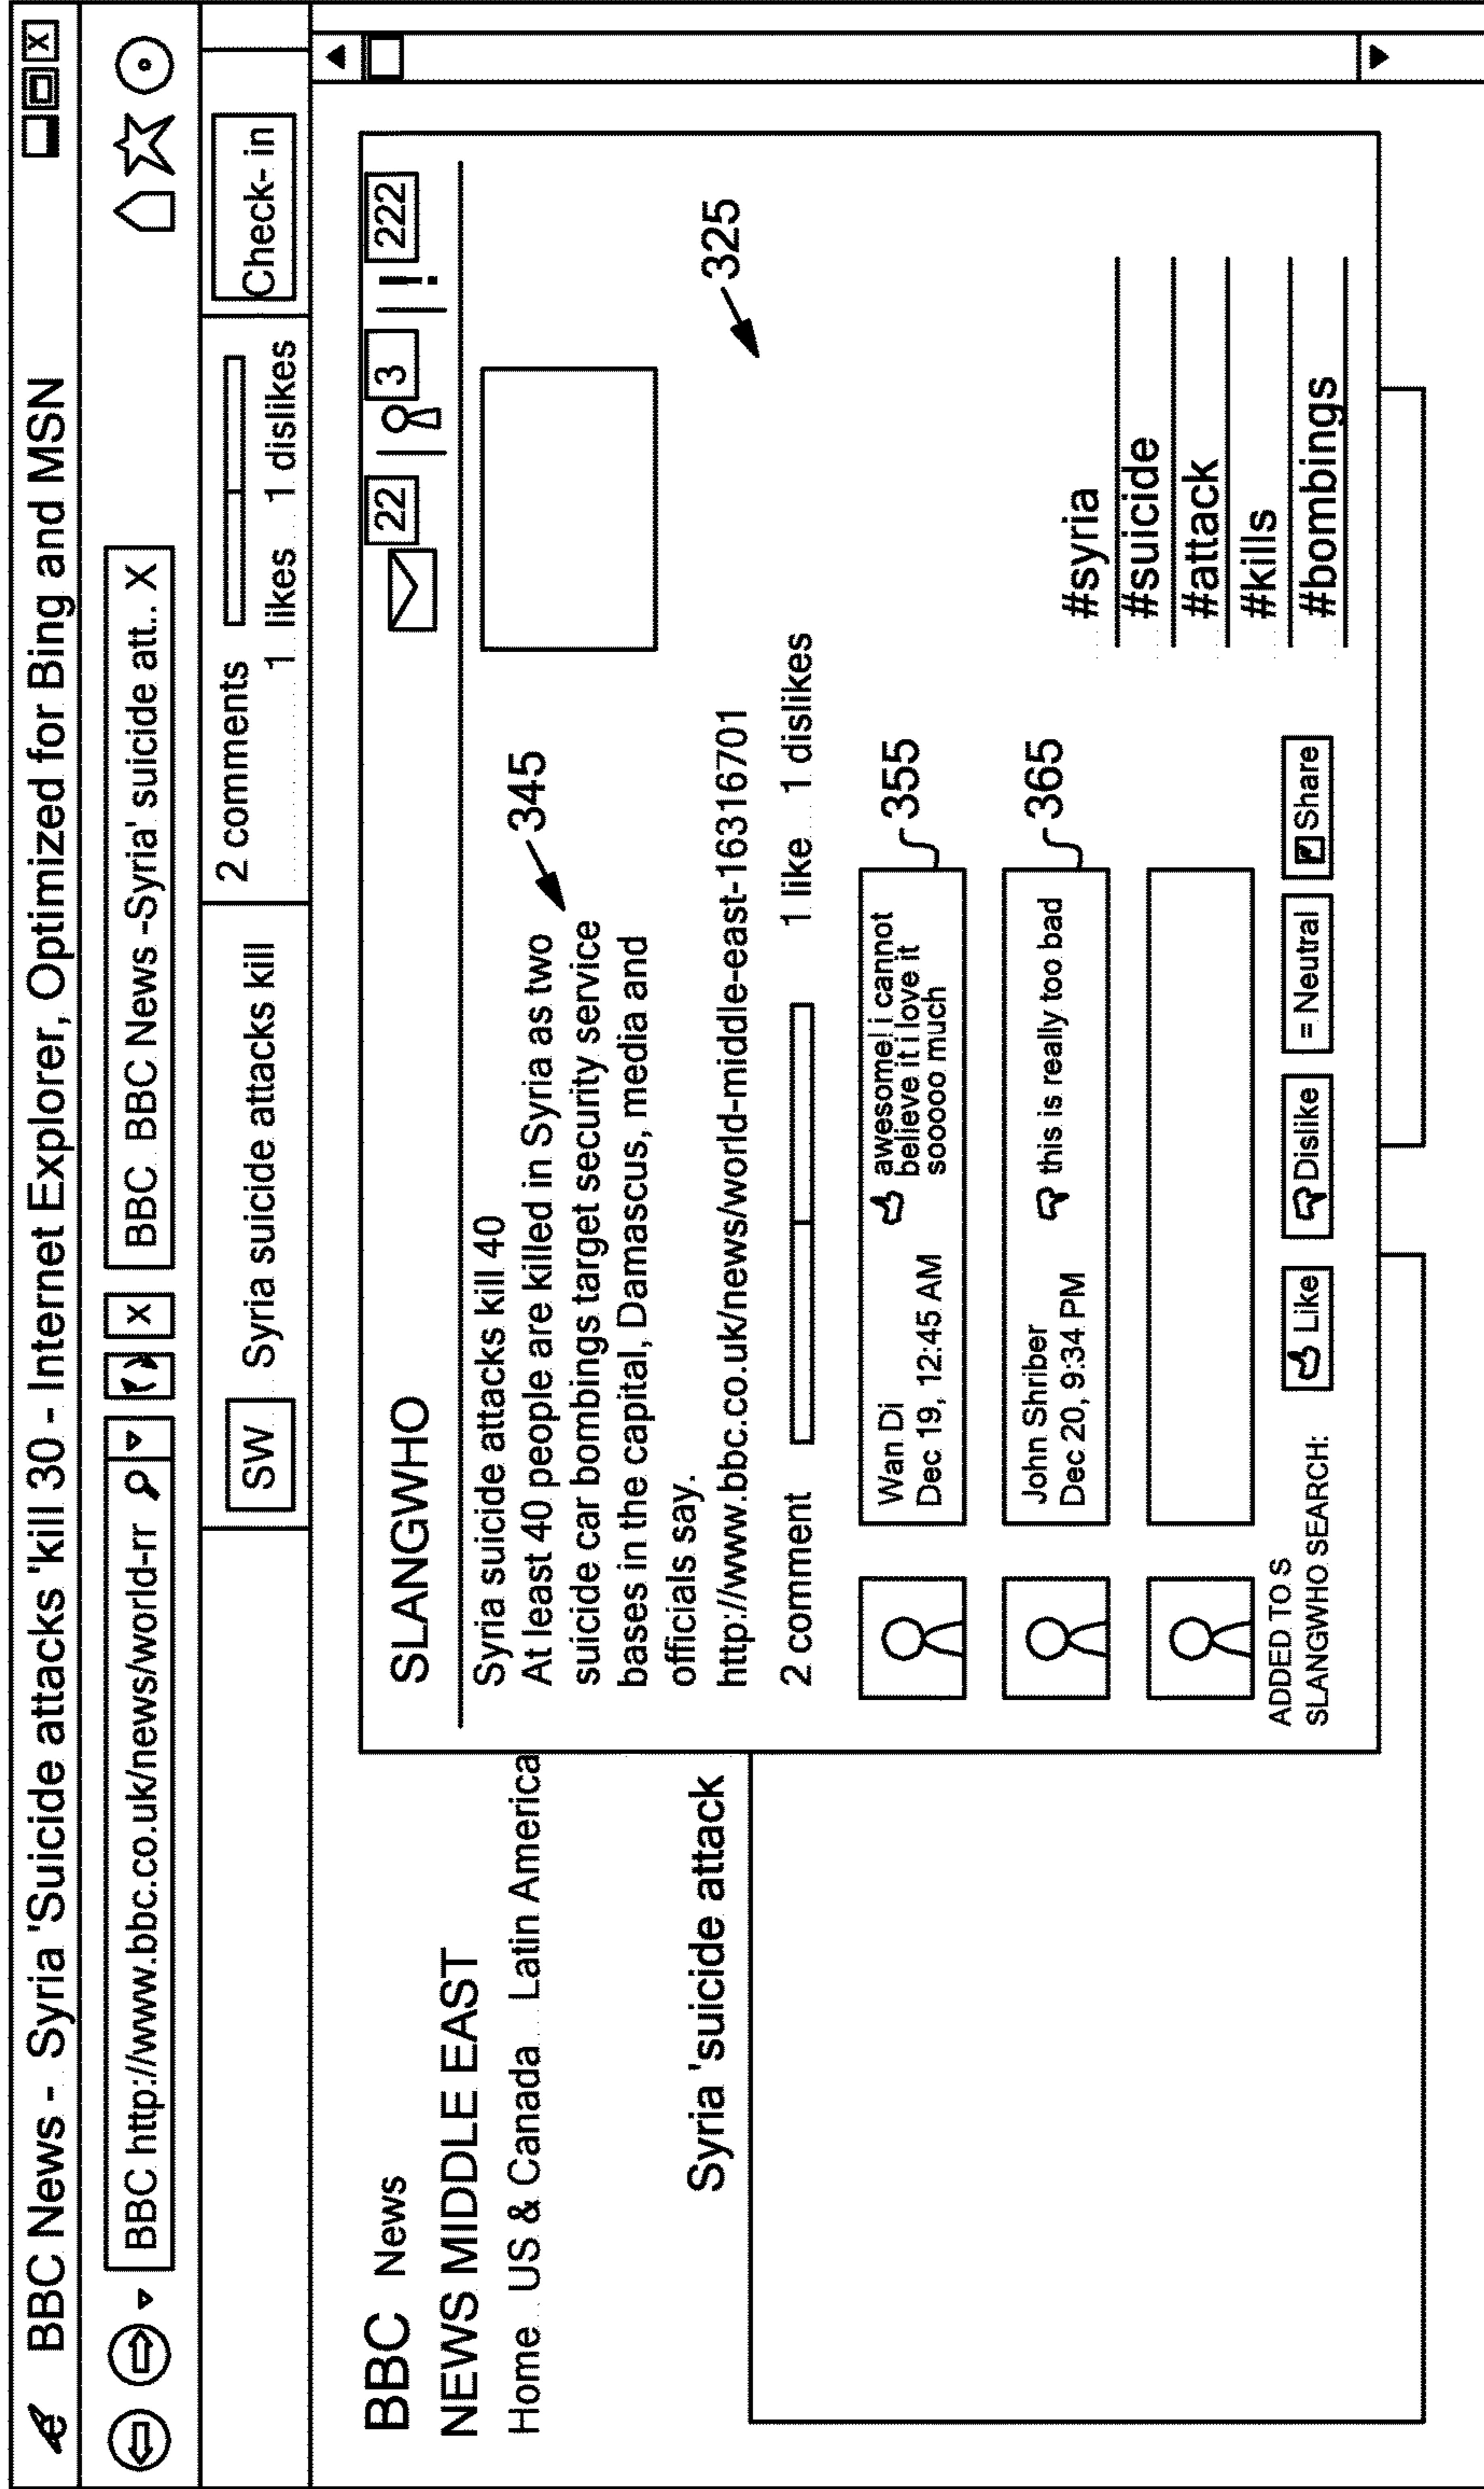 BBC News - Syria 'Suicide attacks 'kill 30 - Internet Explorer, Optimized for Bing and MSN
X
BBC http://www.bbc.co.uk/news/world-rr
X
BBC BBC News -Syria' suicide att.. X
SW
Syria suicide attacks kill
2 comments
1 likes 1 dislikes
Check- in
BBC News
NEWS MIDDLE EAST
Home US & Canada Latin America
Syria 'suicide attack
SLANGWHO
22 | 3 | ! 222
Syria suicide attacks kill 40
At least 40 people are killed in Syria as two
suicide car bombings target security service
bases in the capital, Damascus, media and
officials say.
http://www.bbc.co.uk/news/world-middle-east-16316701
345
325
2 comment
1 like 1 dislikes
Wan Di
Dec 19, 12:45 AM
awesome! i cannot
believe it i love it
sooooo much
355
John Shriber
Dec 20, 9:34 PM
this is really too bad
365
#syria
#suicide
#attack
#kills
#bombings
ADDED TO S
SLANGWHO SEARCH:
Like
Dislike
= Neutral
Share